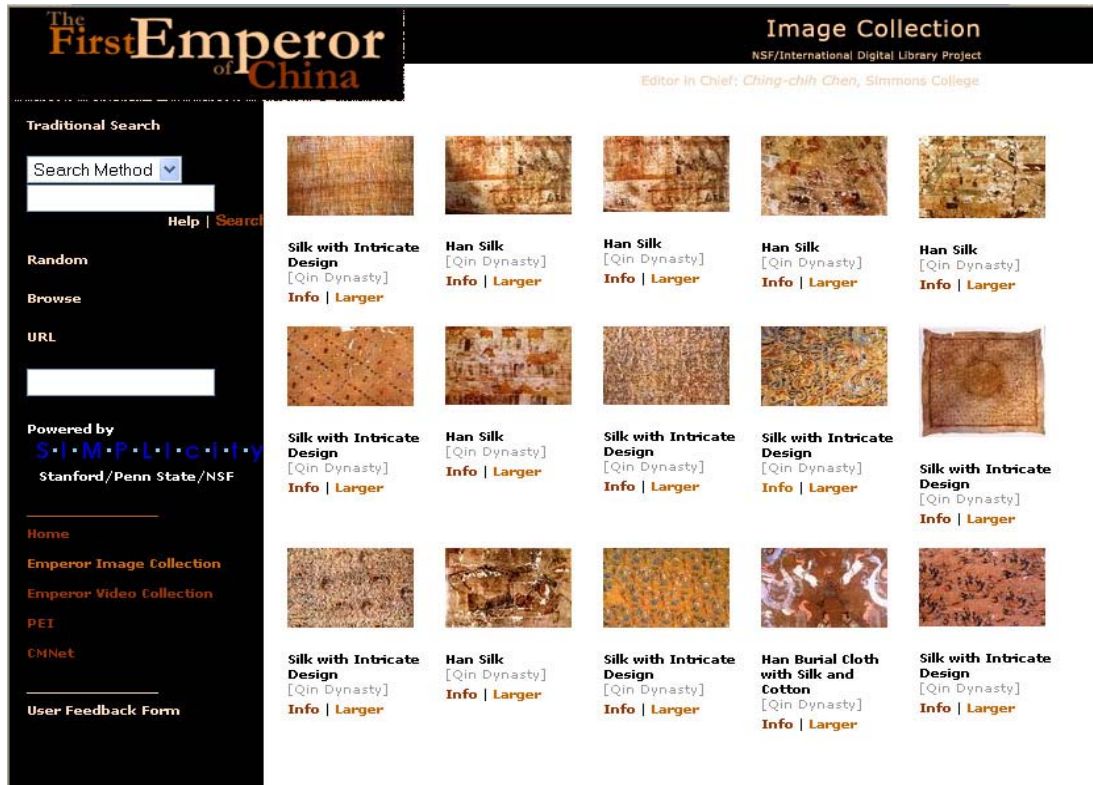 The
FirstEmperor
of China
Image Collection
NSF/International Digital Library Project
Editor in Chief: Ching-chih Chen, Simmons College
Traditional Search
Search Method
Help | Search
Random
Browse
URL
Powered by
S·I·M·P·L·I·c·i·t·y
Stanford/Penn State/NSF
Home
Emperor Image Collection
Emperor Video Collection
PEI
CMNet
User Feedback Form
Silk with Intricate
Design
[Qin Dynasty]
Info | Larger
Han Silk
[Qin Dynasty]
Info | Larger
Han Silk
[Qin Dynasty]
Info | Larger
Han Silk
[Qin Dynasty]
Info | Larger
Han Silk
[Qin Dynasty]
Info | Larger
Silk with Intricate
Design
[Qin Dynasty]
Info | Larger
Han Silk
[Qin Dynasty]
Info | Larger
Silk with Intricate
Design
[Qin Dynasty]
Info | Larger
Silk with Intricate
Design
[Qin Dynasty]
Info | Larger
Silk with Intricate
Design
[Qin Dynasty]
Info | Larger
Silk with Intricate
Design
[Qin Dynasty]
Info | Larger
Han Silk
[Qin Dynasty]
Info | Larger
Silk with Intricate
Design
[Qin Dynasty]
Info | Larger
Han Burial Cloth
with Silk and
Cotton
[Qin Dynasty]
Info | Larger
Silk with Intricate
Design
[Qin Dynasty]
Info | Larger